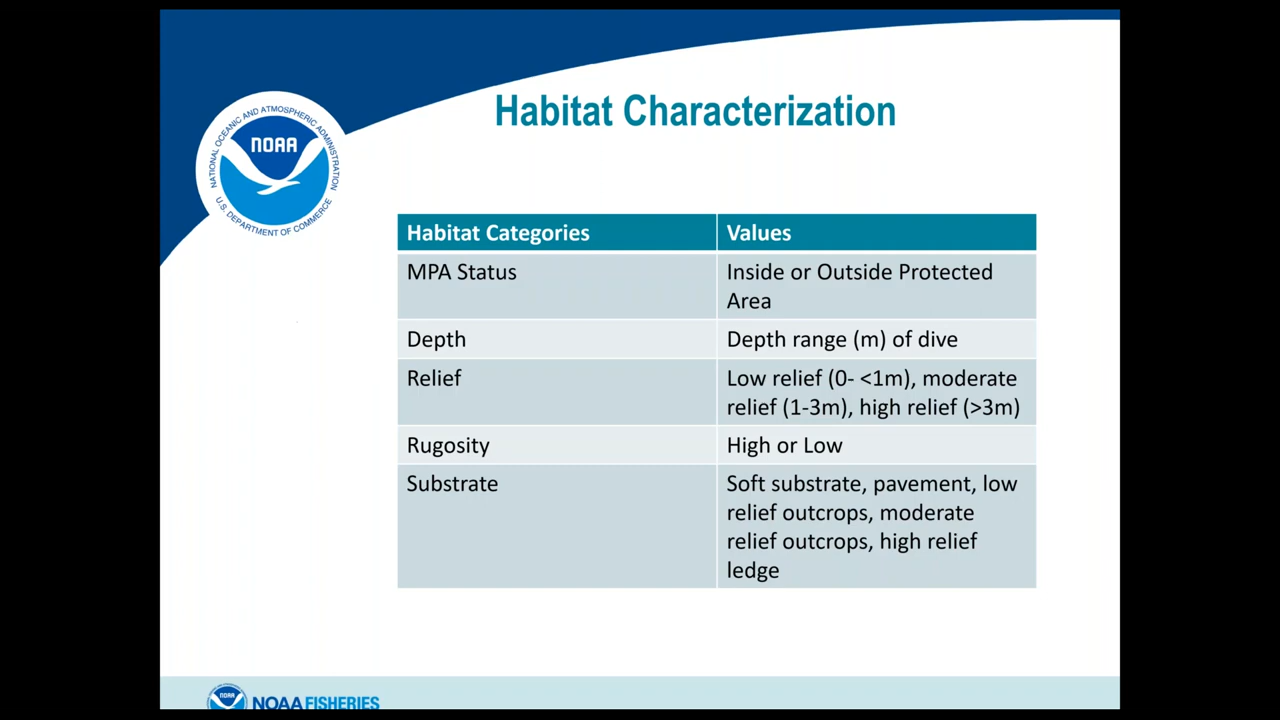 Habitat Characterization
NATIONAL OCEANIC AND ATMOSPHERIC ADMINISTRATION
NOAA
U.S. DEPARTMENT OF COMMERCE
Habitat Categories
Values
MPA Status
Inside or Outside Protected
Area
Depth
Depth range (m) of dive
Relief
Low relief (0- <1m), moderate
relief (1-3m), high relief (>3m)
Rugosity
High or Low
Substrate
Soft substrate, pavement, low
relief outcrops, moderate
relief outcrops, high relief
ledge
NOAA
NOAA FISHERIES